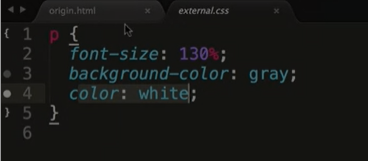 origin.html × external.css ×
{ 1 p {
2 font-size: 130%;
3 background-color: gray;
4 color: white;
} 5 }
6